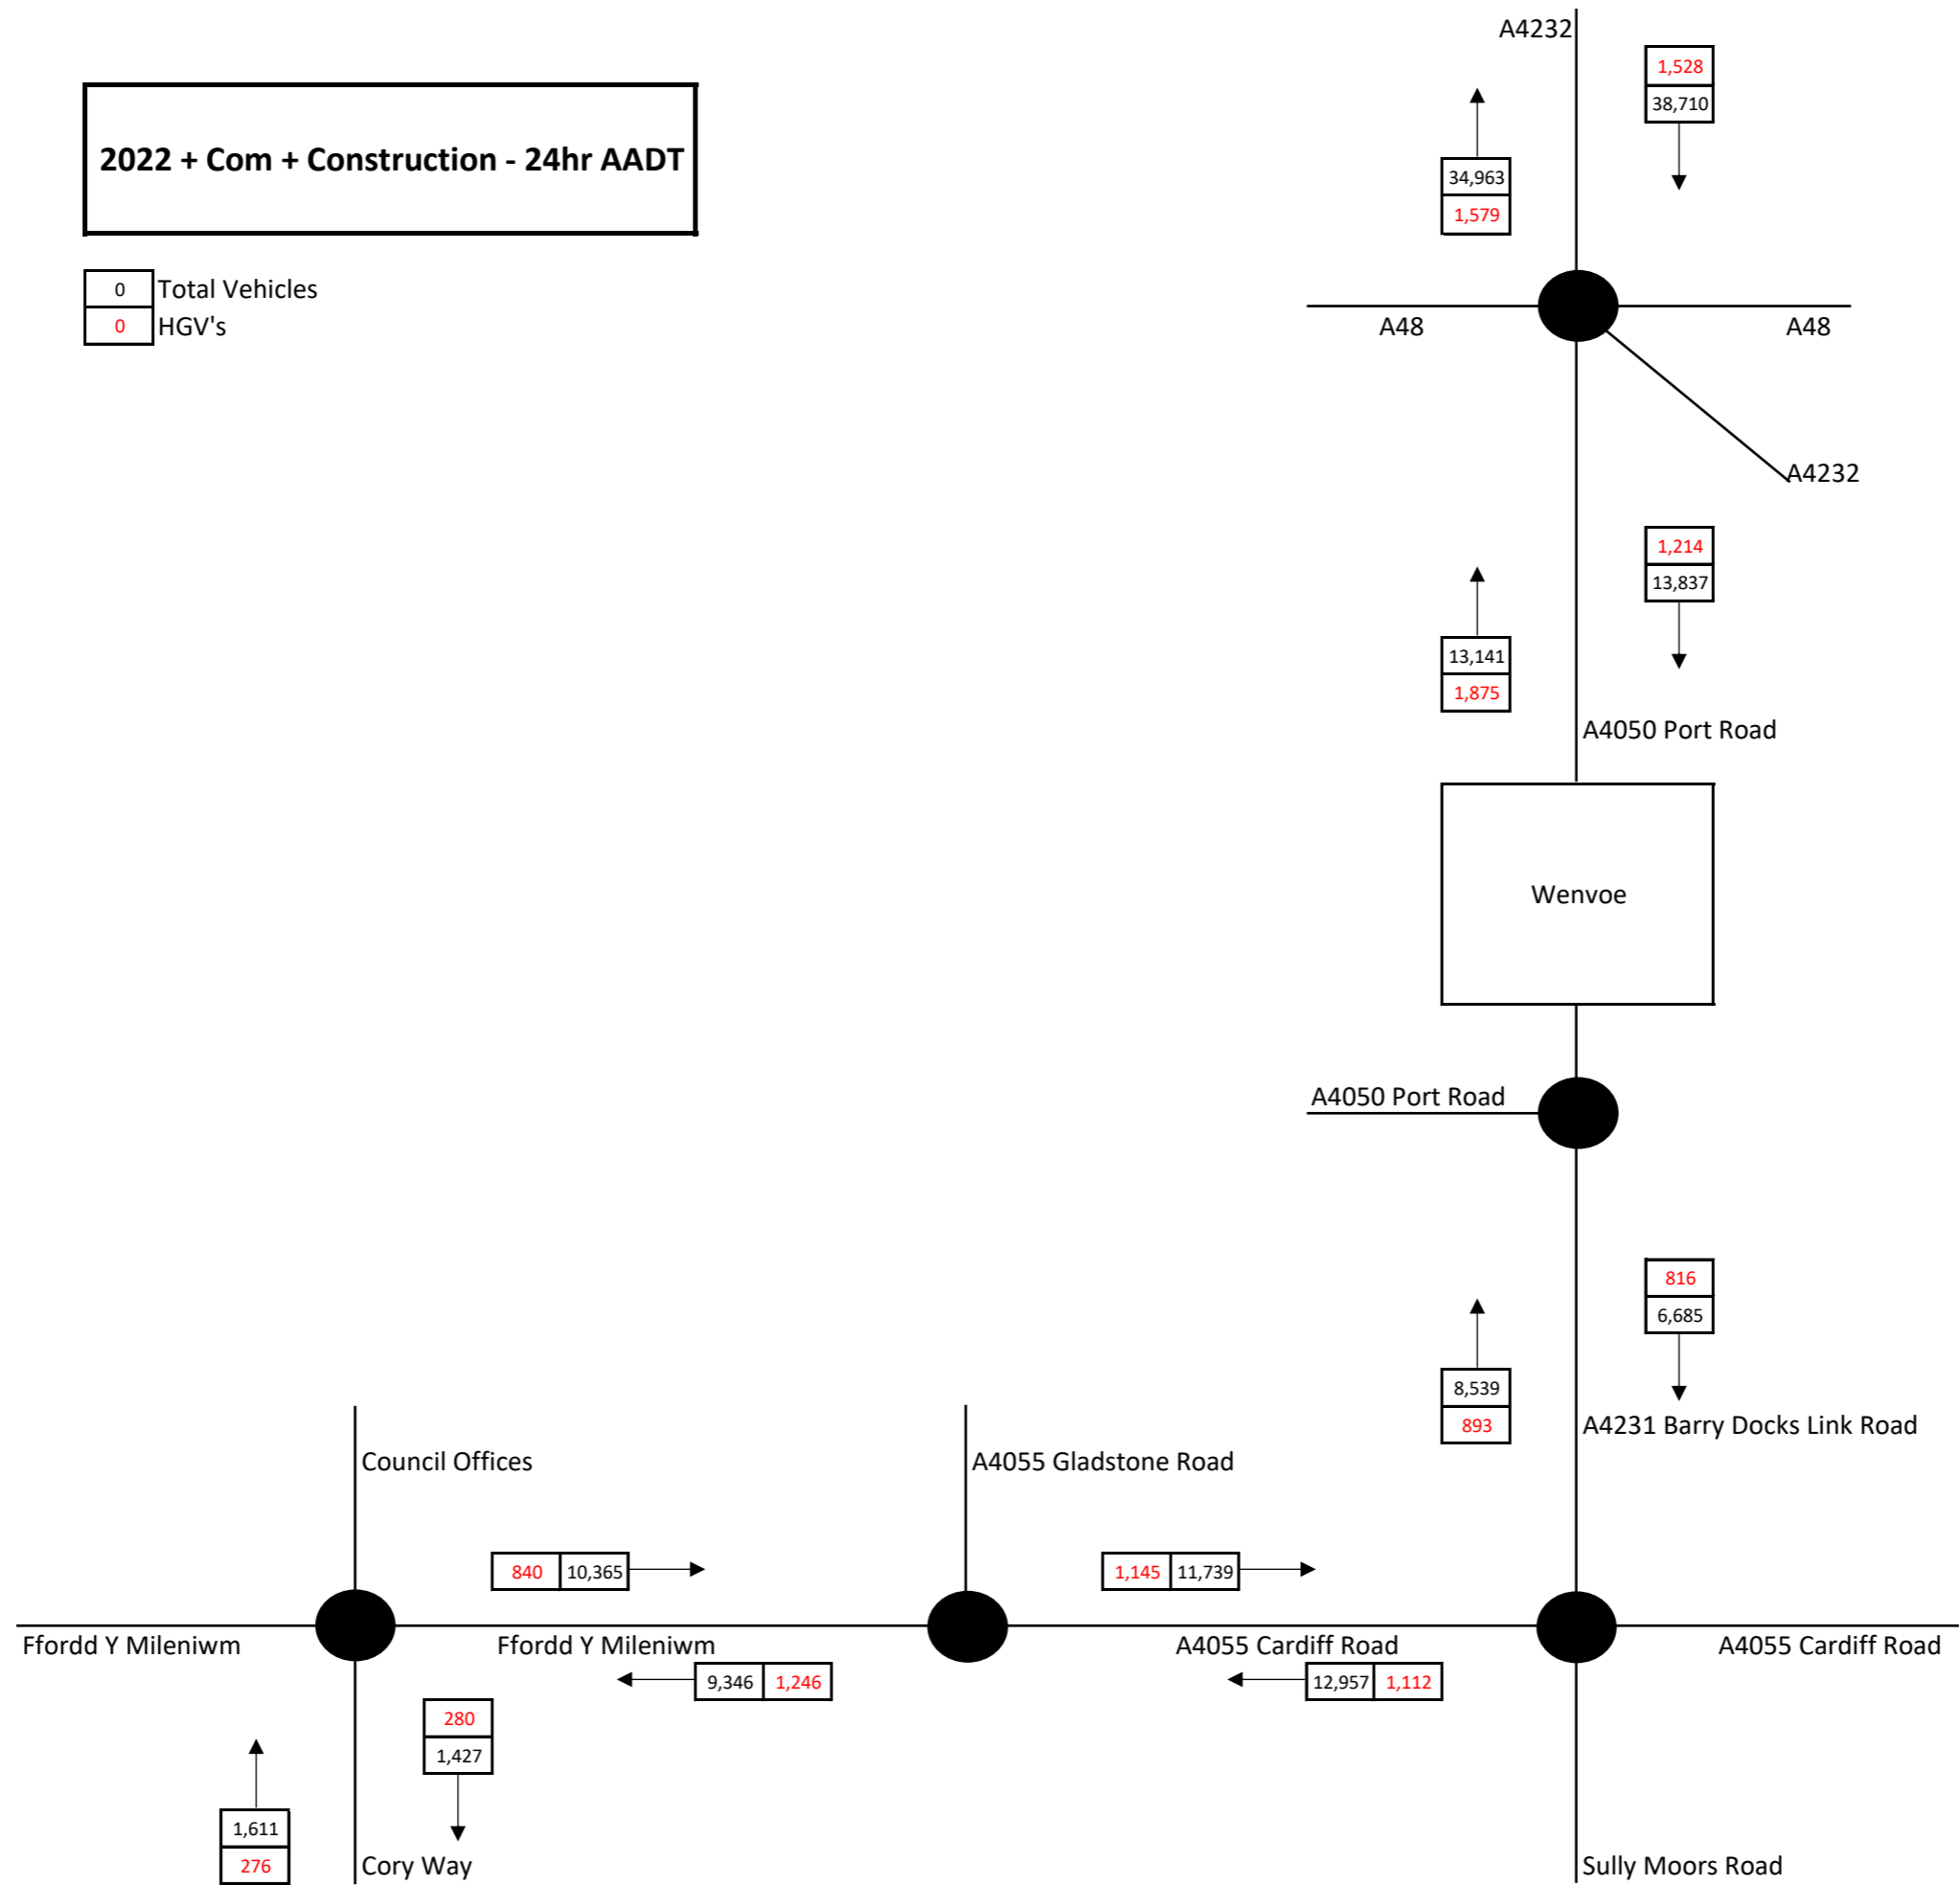 A4232
1,528
38,710
2022 + Com + Construction - 24hr AADT
34,963
1,579
0 Total Vehicles
0 HGV's
A48
A48
A4232
1,214
13,837
13,141
1,875
A4050 Port Road
Wenvoe
A4050 Port Road
816
6,685
8,539
893
A4231 Barry Docks Link Road
Council Offices
A4055 Gladstone Road
840 10,365
1,145 11,739
Ffordd Y Mileniwm
Ffordd Y Mileniwm
A4055 Cardiff Road
A4055 Cardiff Road
9,346 1,246
12,957 1,112
280
1,427
1,611
276
Cory Way
Sully Moors Road